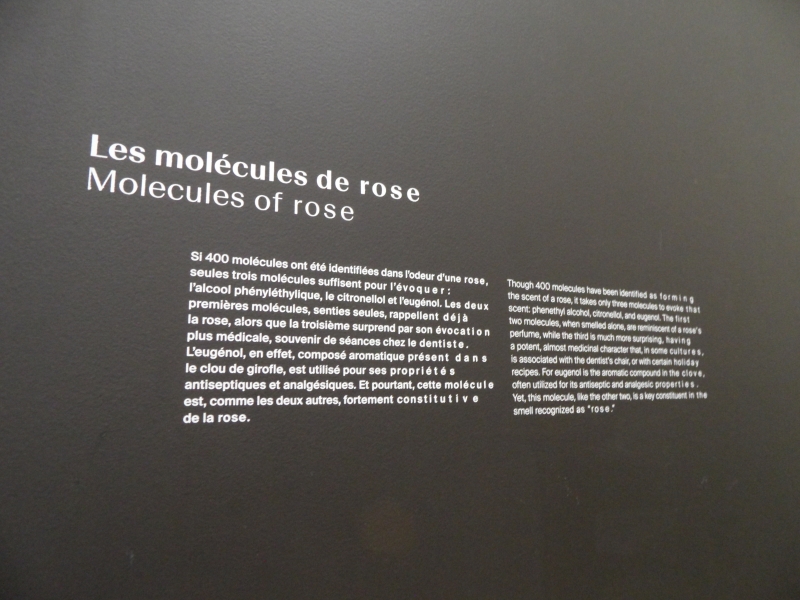 Les molécules de rose
Molecules of rose
Si 400 molécules ont été identifiées dans l'odeur d'une rose,
seules trois molécules suffisent pour l'évoquer :
l'alcool phényléthylique, le citronellol et l'eugénol. Les deux
premières molécules, senties seules, rappellent déjà
la rose, alors que la troisième surprend par son évocation
plus médicale, souvenir de séances chez le dentiste.
L'eugénol, en effet, composé aromatique présent dans
le clou de girofle, est utilisé pour ses propriétés
antiseptiques et analgésiques. Et pourtant, cette molécule
est, comme les deux autres, fortement constitutive
de la rose.
Though 400 molecules have been identified as forming
the scent of a rose, it takes only three molecules to evoke that
scent: phenethyl alcohol, citronellol, and eugenol. The first
two molecules, when smelled alone, are reminiscent of a rose's
perfume, while the third is much more surprising, having
a potent, almost medicinal character that, in some cultures,
is associated with the dentist's chair, or with certain holiday
recipes. For eugenol is the aromatic compound in the clove,
often utilized for its antiseptic and analgesic properties.
Yet, this molecule, like the other two, is a key constituent in the
smell recognized as "rose."